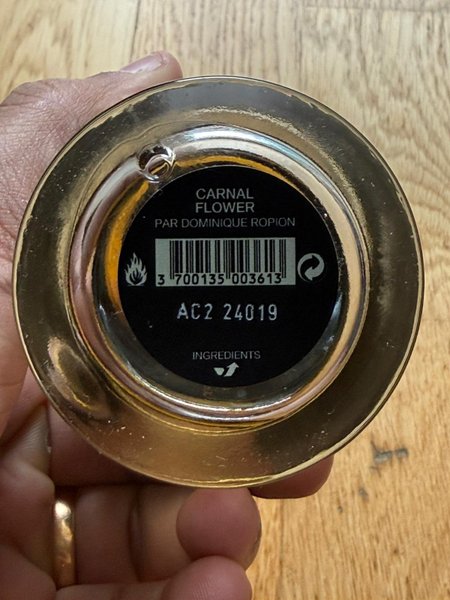 CARNAL
FLOWER
PAR DOMINIQUE ROPION
3 700135 003613
AC2 24019
INGREDIENTS